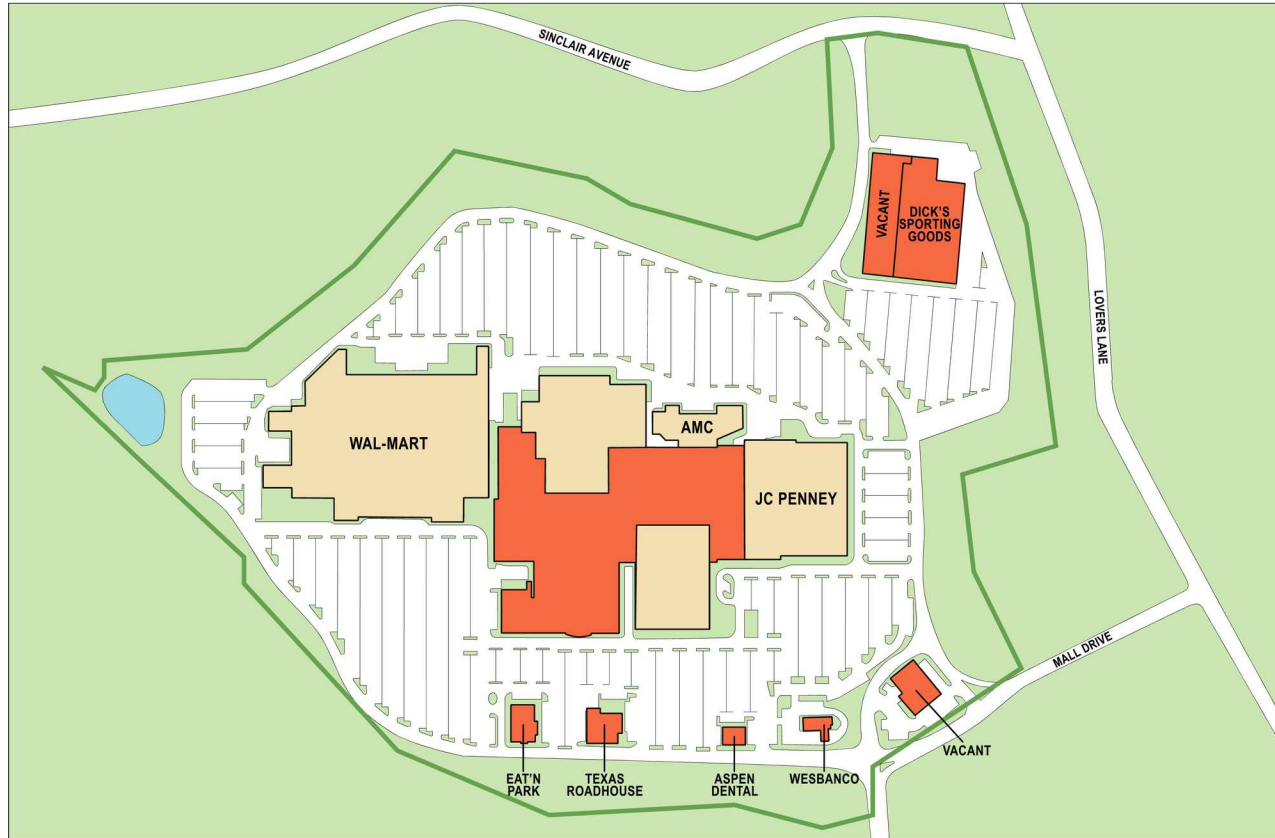 SINCLAIR AVENUE
VACANT
DICK'S
SPORTING
GOODS
LOVERS LANE
AMC
WAL-MART
JC PENNEY
MALL DRIVE
VACANT
EAT'N
PARK
TEXAS
ROADHOUSE
ASPEN
DENTAL
WESBANCO